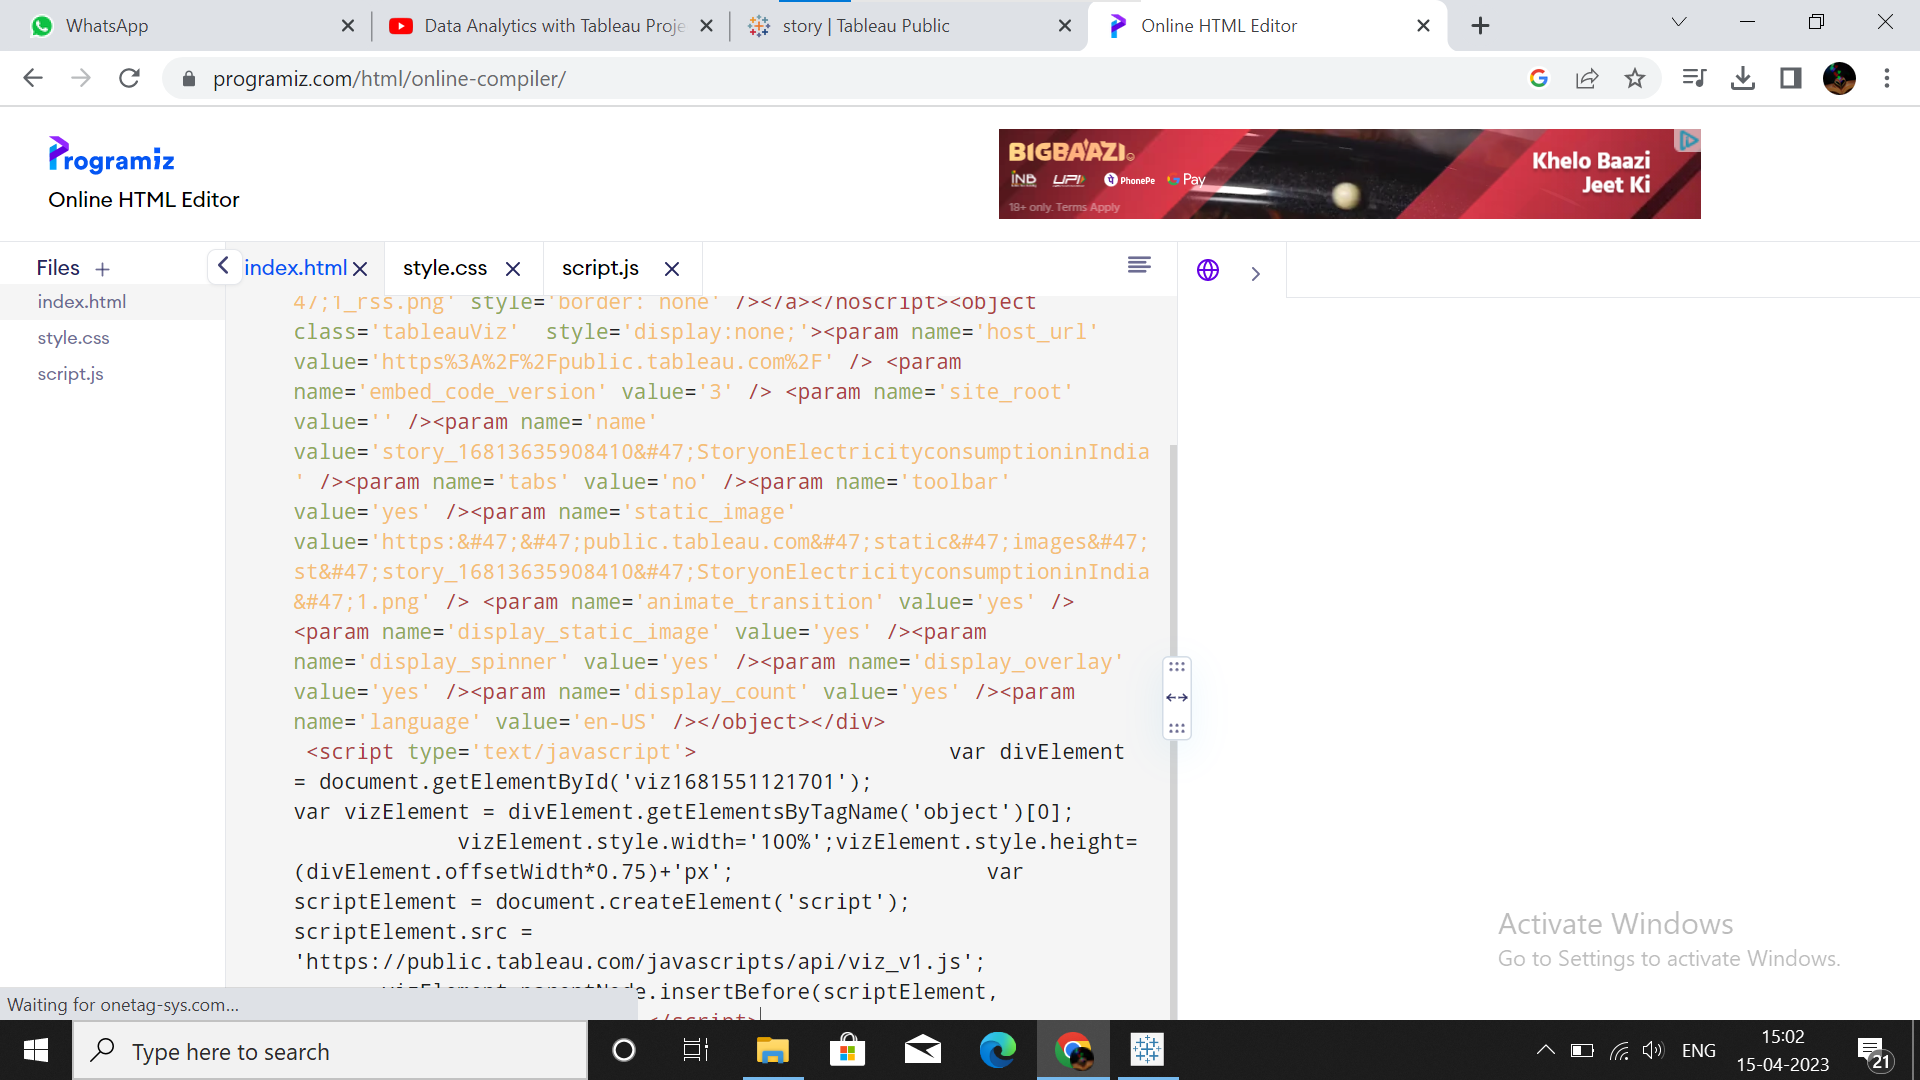 WhatsApp
Data Analytics with Tableau Proje
story | Tableau Public
Online HTML Editor
programiz.com/html/online-compiler/
Programiz
Online HTML Editor
BIGBAAZI
INB UPI PhonePe G Pay
18+ only. Terms Apply
Khelo Baazi
Jeet Ki
Files +
index.html
style.css
script.js
index.html
style.css
script.js
47;1_rss.png' style='border: none' /></a></noscript><object
class='tableauViz'  style='display:none;'><param name='host_url'
value='https%3A%2F%2Fpublic.tableau.com%2F' /> <param
name='embed_code_version' value='3' /> <param name='site_root'
value='' /><param name='name'
value='story_16813635908410&#47;StoryonElectricityconsumptioninIndia
' /><param name='tabs' value='no' /><param name='toolbar'
value='yes' /><param name='static_image'
value='https:&#47;&#47;public.tableau.com&#47;static&#47;images&#47;
st&#47;story_16813635908410&#47;StoryonElectricityconsumptioninIndia
&#47;1.png' /> <param name='animate_transition' value='yes' />
<param name='display_static_image' value='yes' /><param
name='display_spinner' value='yes' /><param name='display_overlay'
value='yes' /><param name='display_count' value='yes' /><param
name='language' value='en-US' /></object></div>
<script type='text/javascript'>                    var divElement
= document.getElementById('viz1681551121701');
var vizElement = divElement.getElementsByTagName('object')[0];
vizElement.style.width='100%';vizElement.style.height=
(divElement.offsetWidth*0.75)+'px';                    var
scriptElement = document.createElement('script');
scriptElement.src =
'https://public.tableau.com/javascripts/api/viz_v1.js';
vizElement.parentNode.insertBefore(scriptElement,
</script>
Activate Windows
Go to Settings to activate Windows.
Waiting for onetag-sys.com...
Type here to search
ENG
15:02
15-04-2023
21